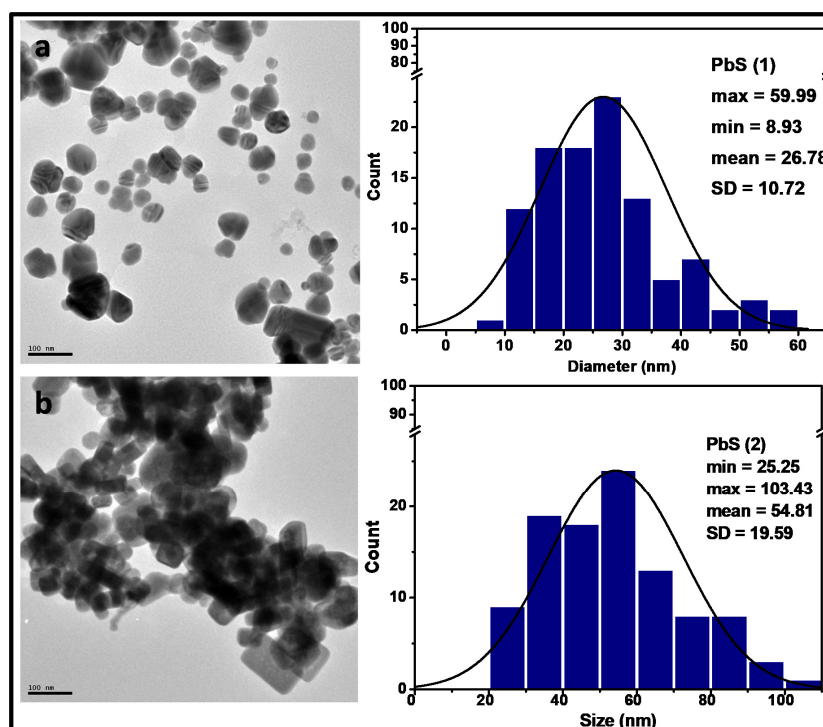 a
100 nm
100
90
80
20
15
10
5
0
Count
PbS (1)
max = 59.99
min = 8.93
mean = 26.78
SD = 10.72
0 10 20 30 40 50 60
Diameter (nm)
b
100 nm
100
90
20
10
0
Count
PbS (2)
min = 25.25
max = 103.43
mean = 54.81
SD = 19.59
0 20 40 60 80 100
Size (nm)